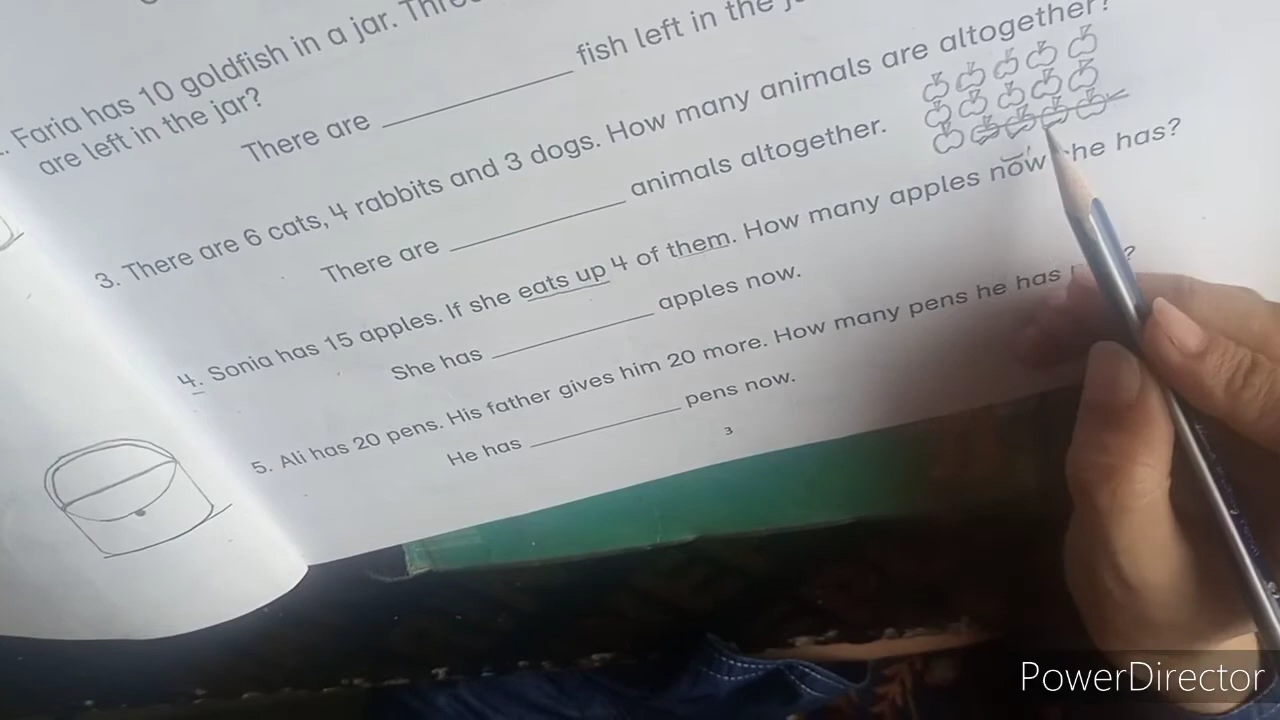 Faria has 10 goldfish in a jar.
are left in the jar?
There are ____________ fish left in the
3. There are 6 cats, 4 rabbits and 3 dogs. How many animals are altogether?
There are ____________ animals altogether.
4. Sonia has 15 apples. If she eats up 4 of them. How many apples now she has?
She has ____________ apples now.
5. Ali has 20 pens. His father gives him 20 more. How many pens he has ?
He has ____________ pens now.
3
PowerDirector